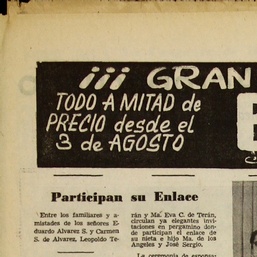 ¡¡¡ GRAN
TODO A MITAD de
PRECIO desde el
3 de AGOSTO
Participan su Enlace
Entre los familiares y a-
mistades de los señores E-
duardo Alvarez S. y Carmen
S. de Alvarez, Leopoldo Te-
rán y Ma. Eva C. de Terán,
circulan ya elegantes invi-
taciones en pergamino don-
de participan el enlace de
su nieta e hijo Ma. de los
Angeles y José Sergio.
La ceremonia de esponsa-